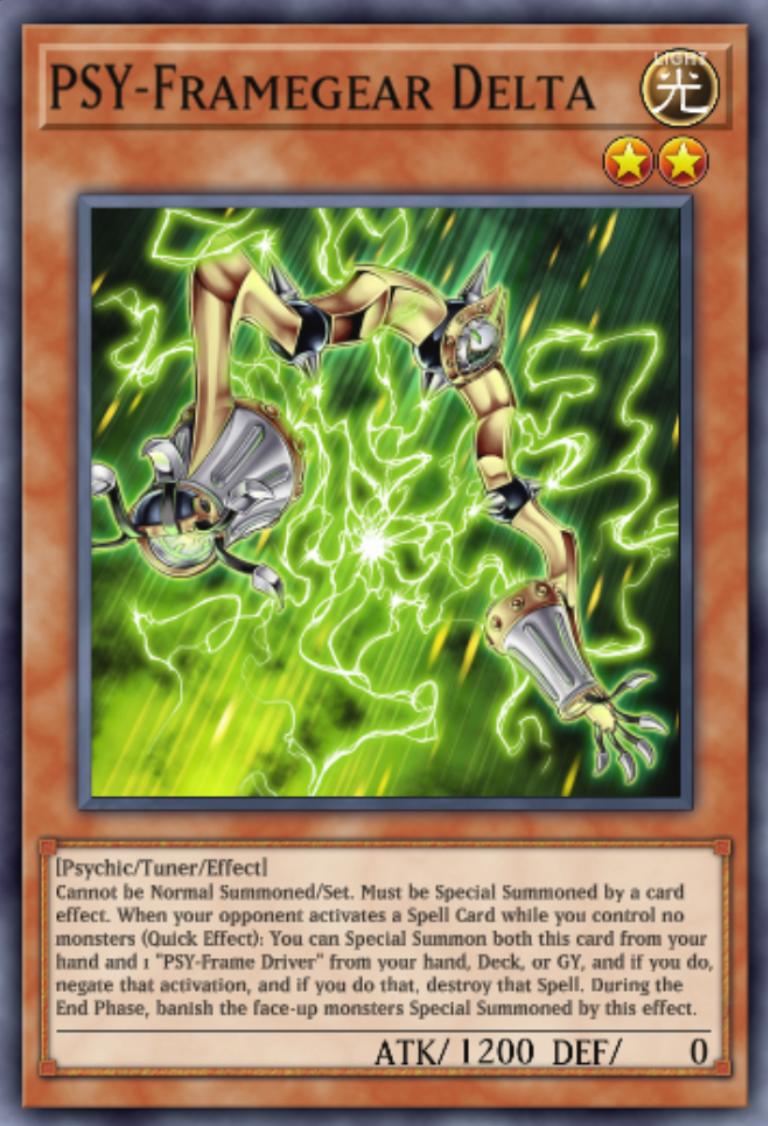 PSY-Framegear Delta
LIGHT
光
[Psychic/Tuner/Effect]
Cannot be Normal Summoned/Set. Must be Special Summoned by a card
effect. When your opponent activates a Spell Card while you control no
monsters (Quick Effect): You can Special Summon both this card from your
hand and 1 "PSY-Frame Driver" from your hand, Deck, or GY, and if you do,
negate that activation, and if you do that, destroy that Spell. During the
End Phase, banish the face-up monsters Special Summoned by this effect.
ATK/ 1200 DEF/ 0